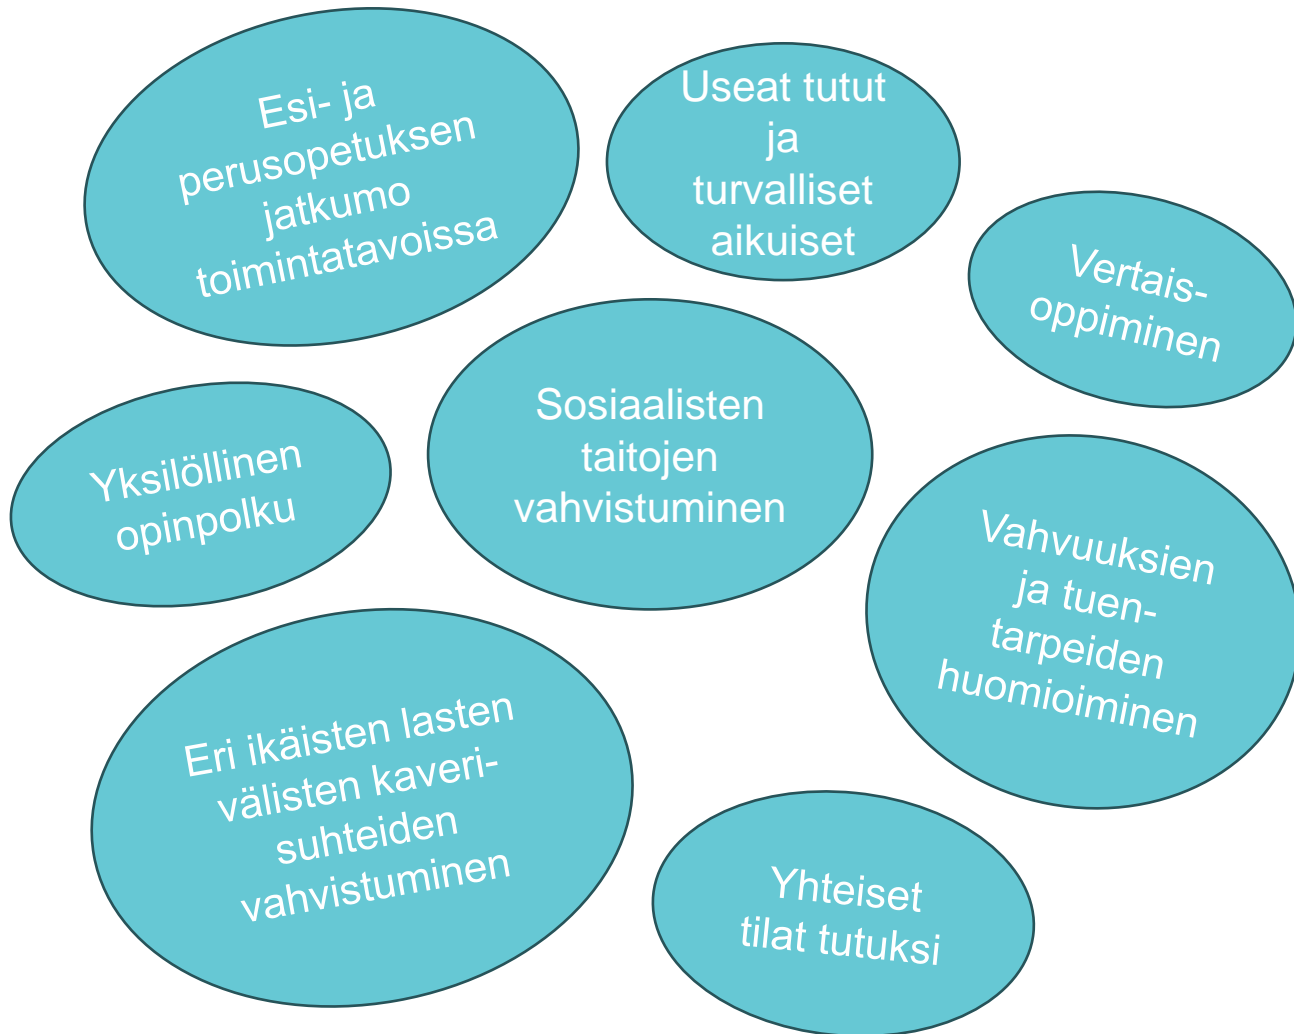 Esi- ja
perusopetuksen
jatkumo
toimintatavoissa
Useat tutut
ja
turvalliset
aikuiset
Vertais-
oppiminen
Sosiaalisten
taitojen
vahvistuminen
Yksilöllinen
opinpolku
Vahvuuksien
ja tuen-
tarpeiden
huomioiminen
Eri ikäisten lasten
välisten kaveri-
suhteiden
vahvistuminen
Yhteiset
tilat tutuksi